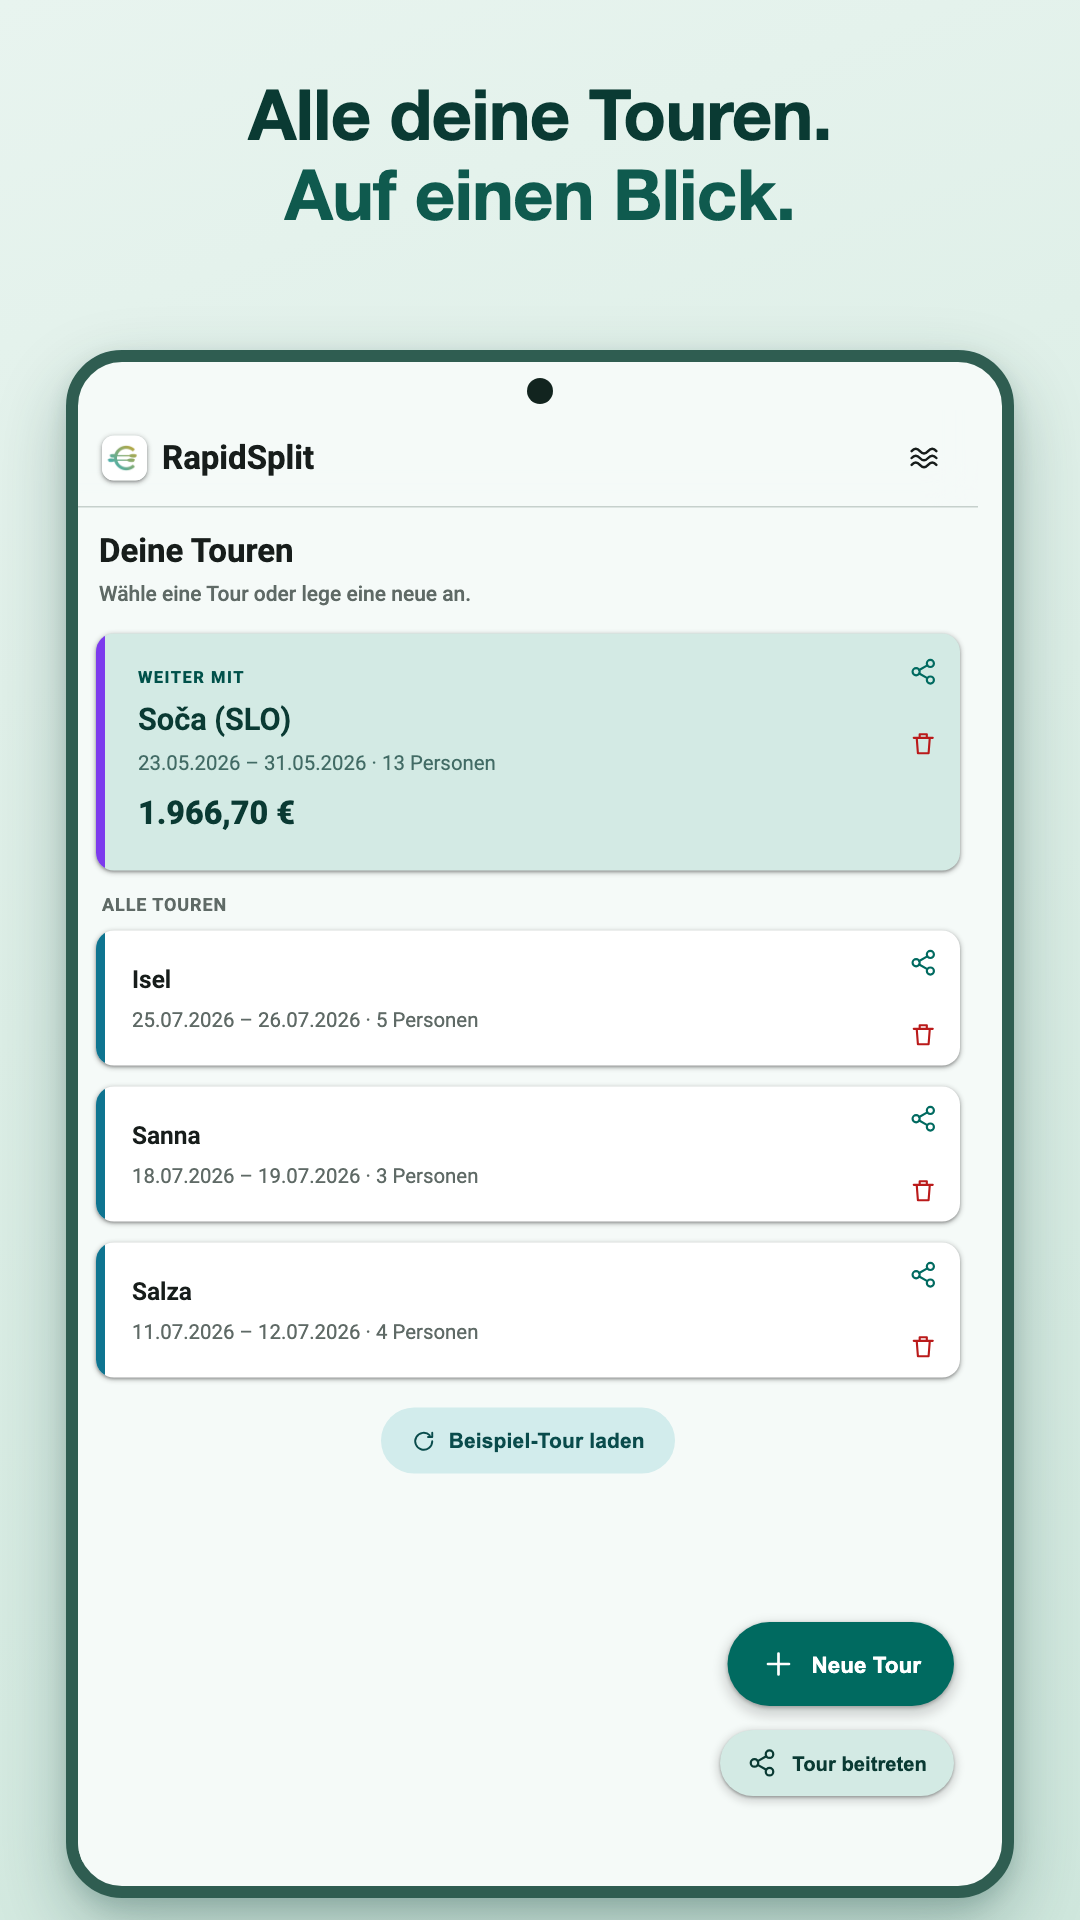 Alle deine Touren.
Auf einen Blick.
RapidSplit
Deine Touren
Wähle eine Tour oder lege eine neue an.
WEITER MIT
Soča (SLO)
23.05.2026 – 31.05.2026 · 13 Personen
1.966,70 €
ALLE TOUREN
Isel
25.07.2026 – 26.07.2026 · 5 Personen
Sanna
18.07.2026 – 19.07.2026 · 3 Personen
Salza
11.07.2026 – 12.07.2026 · 4 Personen
Beispiel-Tour laden
Neue Tour
Tour beitreten